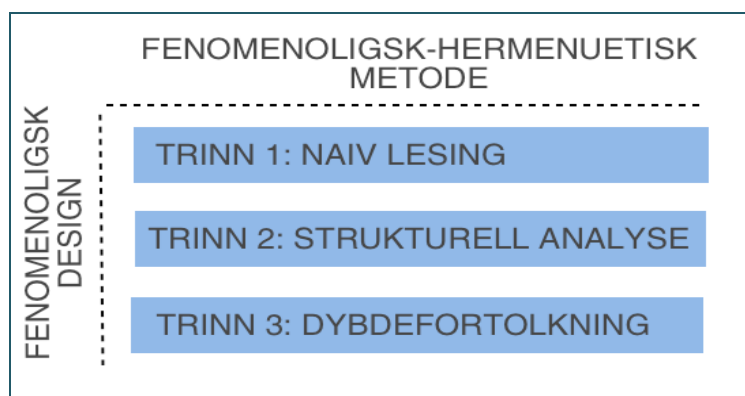 FENOMENOLIGSK-HERMENUETISK
METODE
FENOMENOLIGSK
DESIGN
TRINN 1: NAIV LESING
TRINN 2: STRUKTURELL ANALYSE
TRINN 3: DYBDEFORTOLKNING